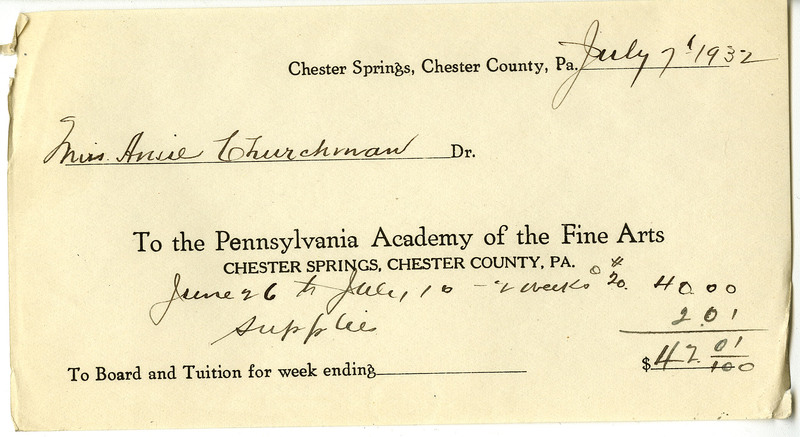 Chester Springs, Chester County, Pa. July 7 1932
Miss Anne Churchman Dr.
To the Pennsylvania Academy of the Fine Arts
CHESTER SPRINGS, CHESTER COUNTY, PA.
June 26 to July, 10 - 2 weeks @ $20. 40.00
Supplies 2.01
To Board and Tuition for week ending $42 01/100